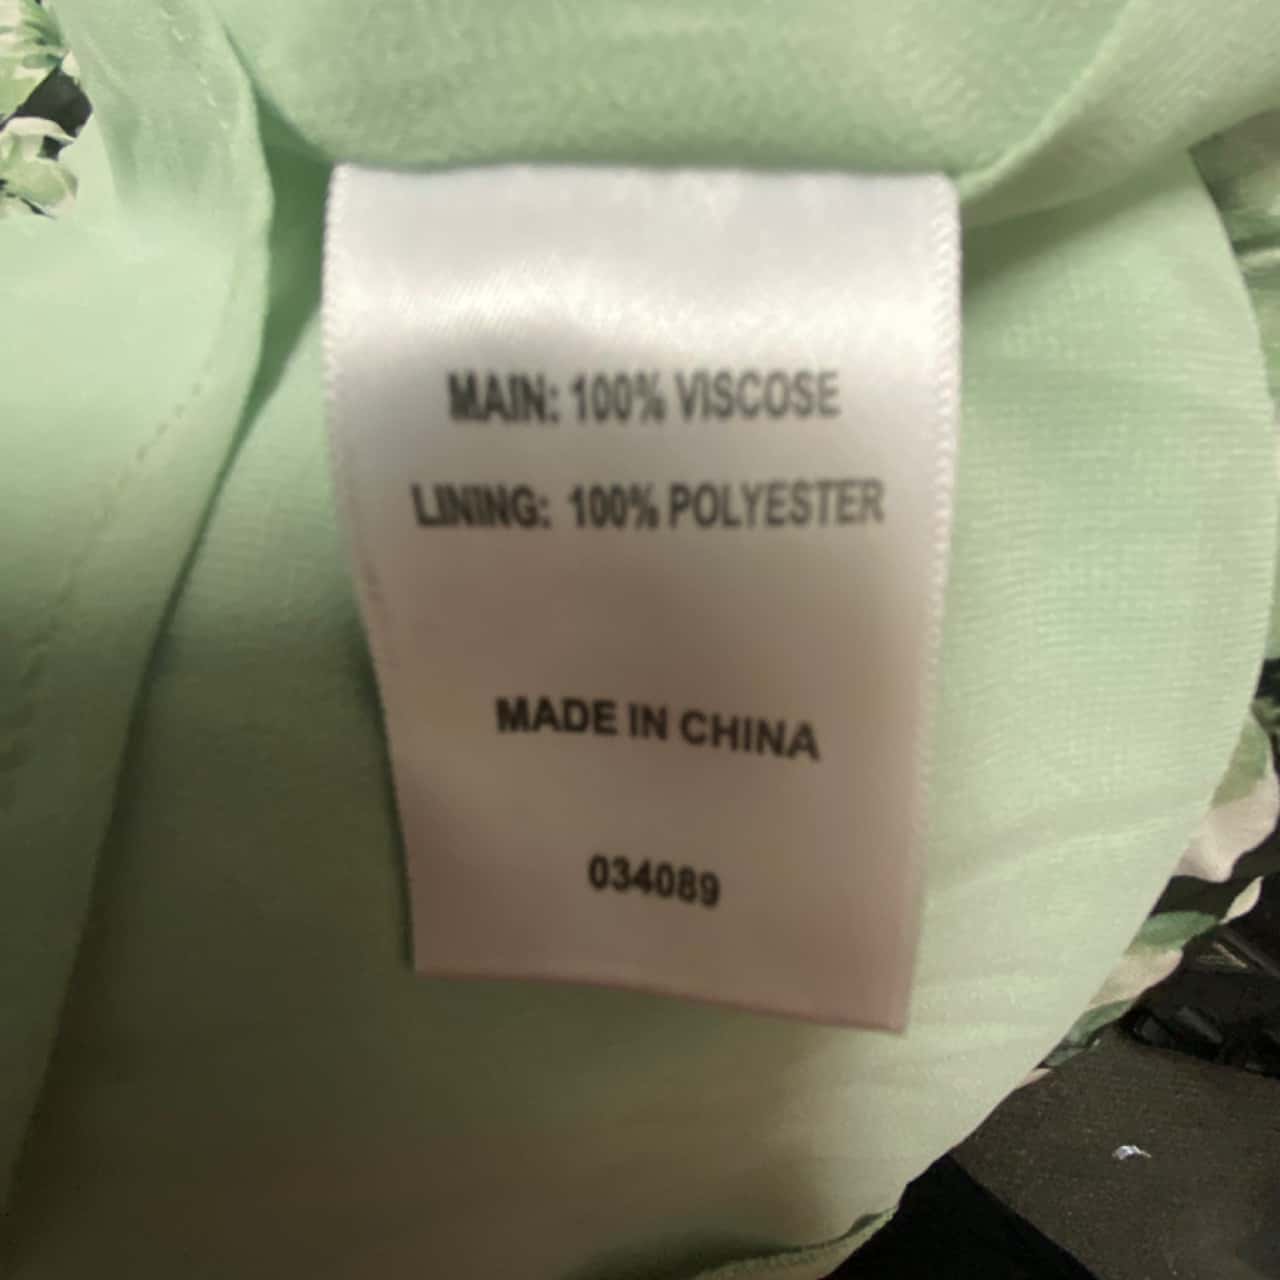 MAIN: 100% VISCOSE
LINING: 100% POLYESTER
MADE IN CHINA
034089